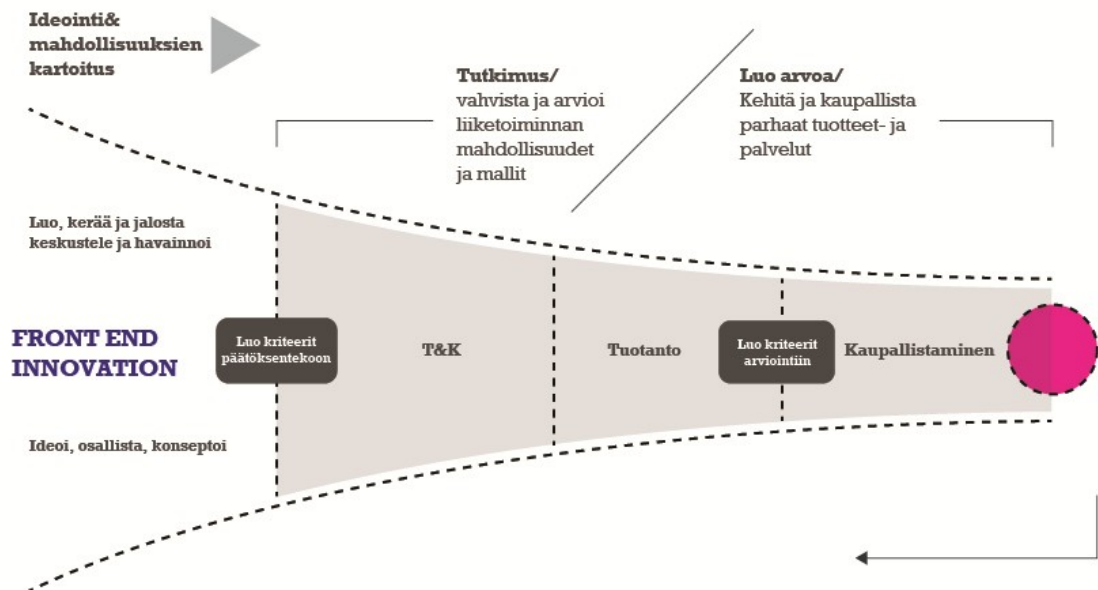 Ideointi&
mahdollisuuksien
kartoitus
Tutkimus/
vahvista ja arvioi
liiketoiminnan
mahdollisuudet
ja mallit
Luo arvoa/
Kehitä ja kaupallista
parhaat tuotteet- ja
palvelut
Luo, kerää ja jalosta
keskustele ja havainnoi
FRONT END
INNOVATION
Luo kriteerit
päätöksentekoon
T&K
Tuotanto
Luo kriteerit
arviointiin
Kaupallistaminen
Ideoi, osallista, konseptoi